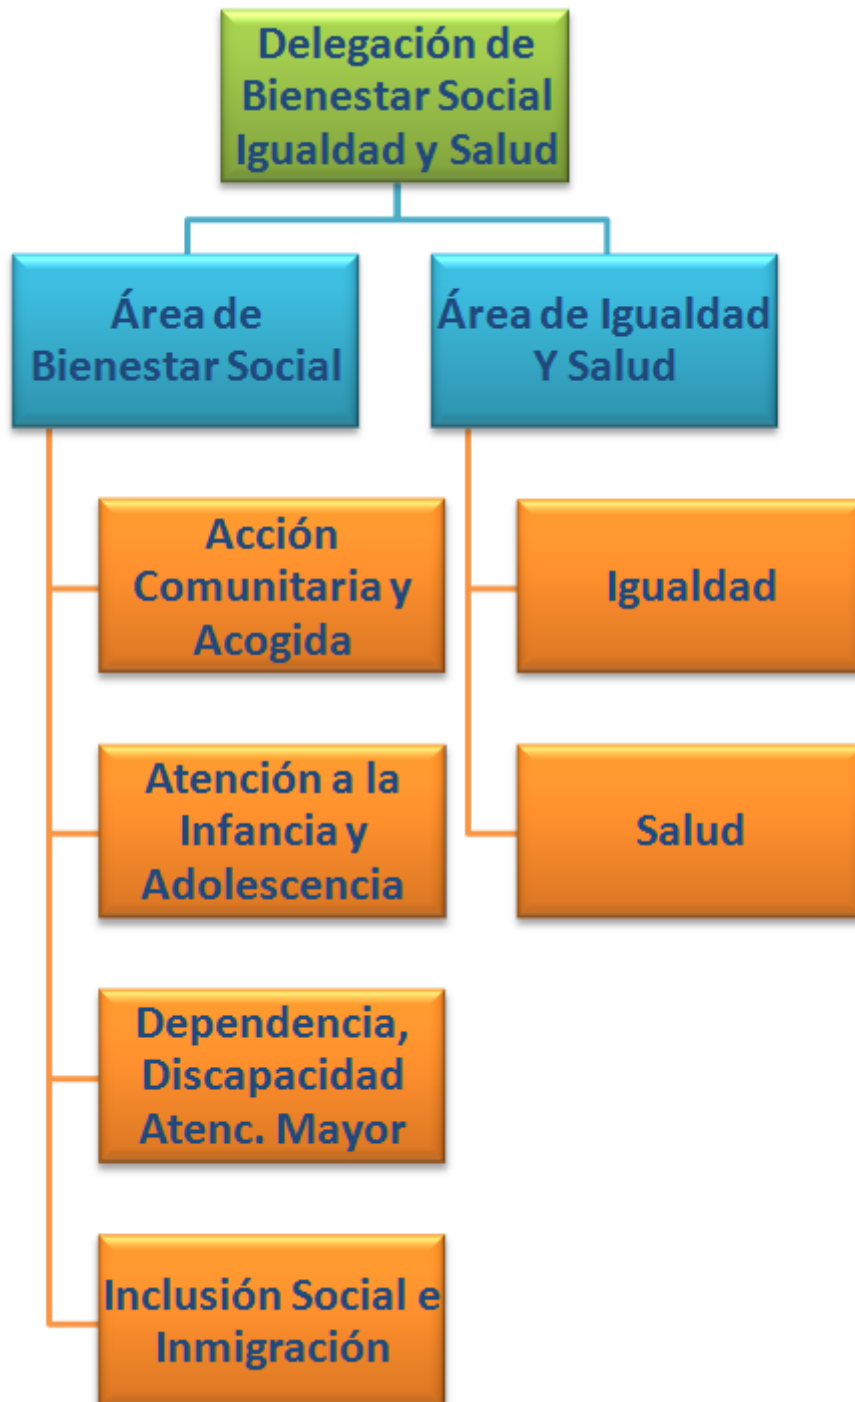 Delegación de
Bienestar Social
Igualdad y Salud
Área de
Bienestar Social
Área de Igualdad
Y Salud
Acción
Comunitaria y
Acogida
Atención a la
Infancia y
Adolescencia
Dependencia,
Discapacidad
Atenc. Mayor
Inclusión Social e
Inmigración
Igualdad
Salud